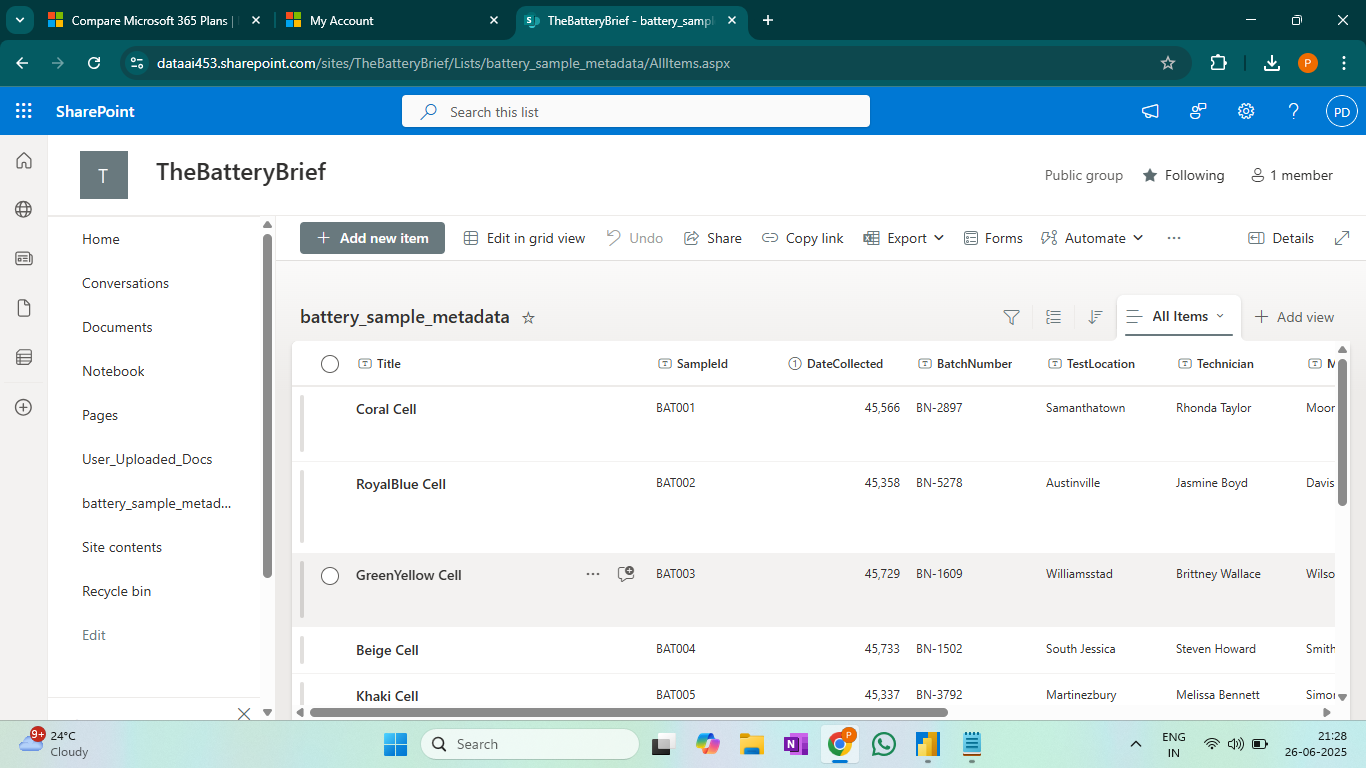 Compare Microsoft 365 Plans |
My Account
TheBatteryBrief - battery_sampl
dataai453.sharepoint.com/sites/TheBatteryBrief/Lists/battery_sample_metadata/AllItems.aspx
P
SharePoint
Search this list
PD
T
TheBatteryBrief
Public group
Following
1 member
Home
Conversations
Documents
Notebook
Pages
User_Uploaded_Docs
battery_sample_metad...
Site contents
Recycle bin
Edit
Add new item
Edit in grid view
Undo
Share
Copy link
Export
Forms
Automate
...
Details
battery_sample_metadata
All Items
Add view
Title SampleId DateCollected BatchNumber TestLocation Technician M
Coral Cell BAT001 45,566 BN-2897 Samanthatown Rhonda Taylor Moor
RoyalBlue Cell BAT002 45,358 BN-5278 Austinville Jasmine Boyd Davis
GreenYellow Cell ... BAT003 45,729 BN-1609 Williamsstad Brittney Wallace Wilso
Beige Cell BAT004 45,733 BN-1502 South Jessica Steven Howard Smith
Khaki Cell BAT005 45,337 BN-3792 Martinezbury Melissa Bennett Simo
9+
24°C
Cloudy
Search
P
ENG
IN
21:28
26-06-2025